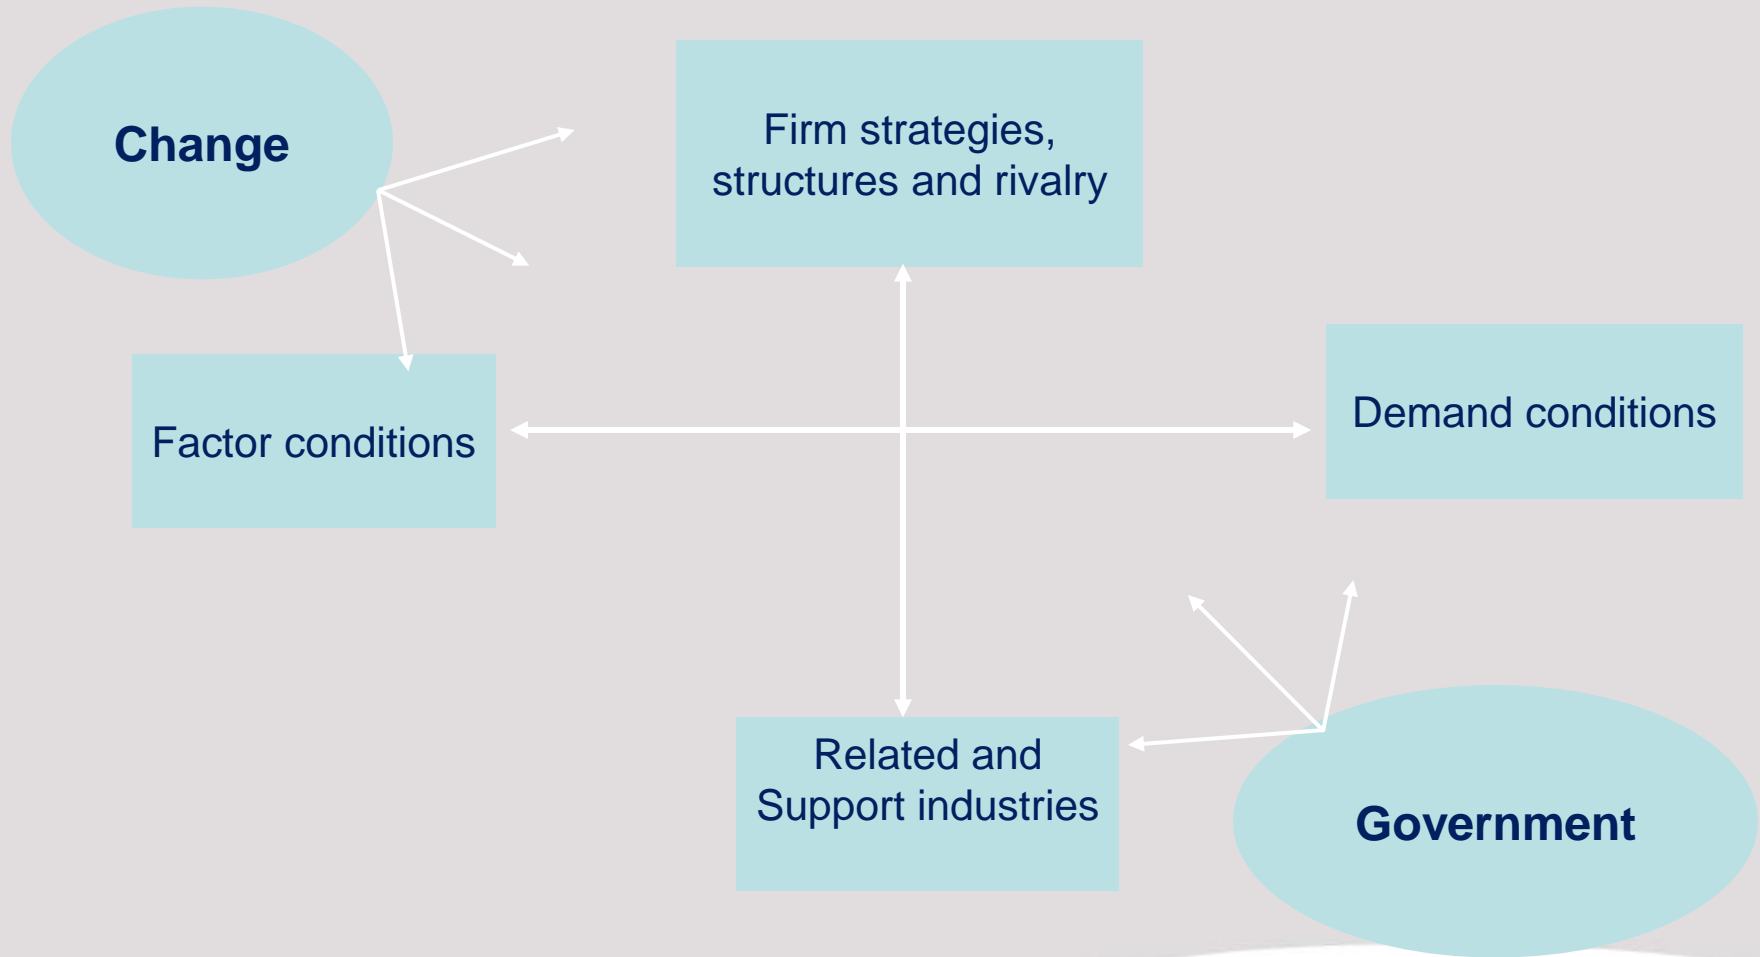 Change
Firm strategies,
structures and rivalry
Factor conditions
Demand conditions
Related and
Support industries
Government